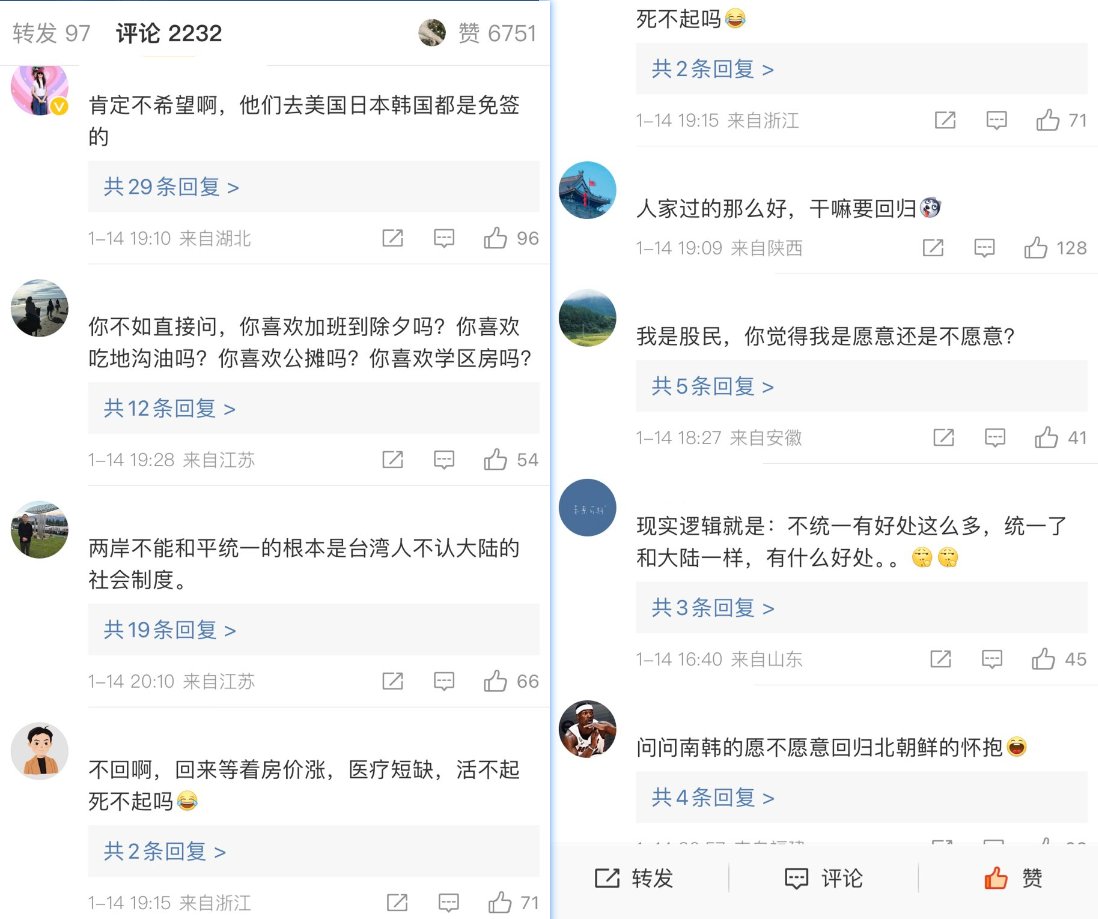 转发 97 评论 2232 赞 6751
肯定不希望啊，他们去美国日本韩国都是免签
的
共29条回复 >
1-14 19:10 来自湖北 96
你不如直接问，你喜欢加班到除夕吗？你喜欢
吃地沟油吗？你喜欢公摊吗？你喜欢学区房吗？
共12条回复 >
1-14 19:28 来自江苏 54
两岸不能和平统一的根本是台湾人不认大陆的
社会制度。
共19条回复 >
1-14 20:10 来自江苏 66
不回啊，回来等着房价涨，医疗短缺，活不起
死不起吗😂
共2条回复 >
1-14 19:15 来自浙江 71
死不起吗😂
共2条回复 >
1-14 19:15 来自浙江 71
人家过的那么好，干嘛要回归
1-14 19:09 来自陕西 128
我是股民，你觉得我是愿意还是不愿意？
共5条回复 >
1-14 18:27 来自安徽 41
现实逻辑就是：不统一有好处这么多，统一了
和大陆一样，有什么好处。。
共3条回复 >
1-14 16:40 来自山东 45
问问南韩的愿不愿意回归北朝鲜的怀抱😄
共4条回复 >
转发 评论 赞